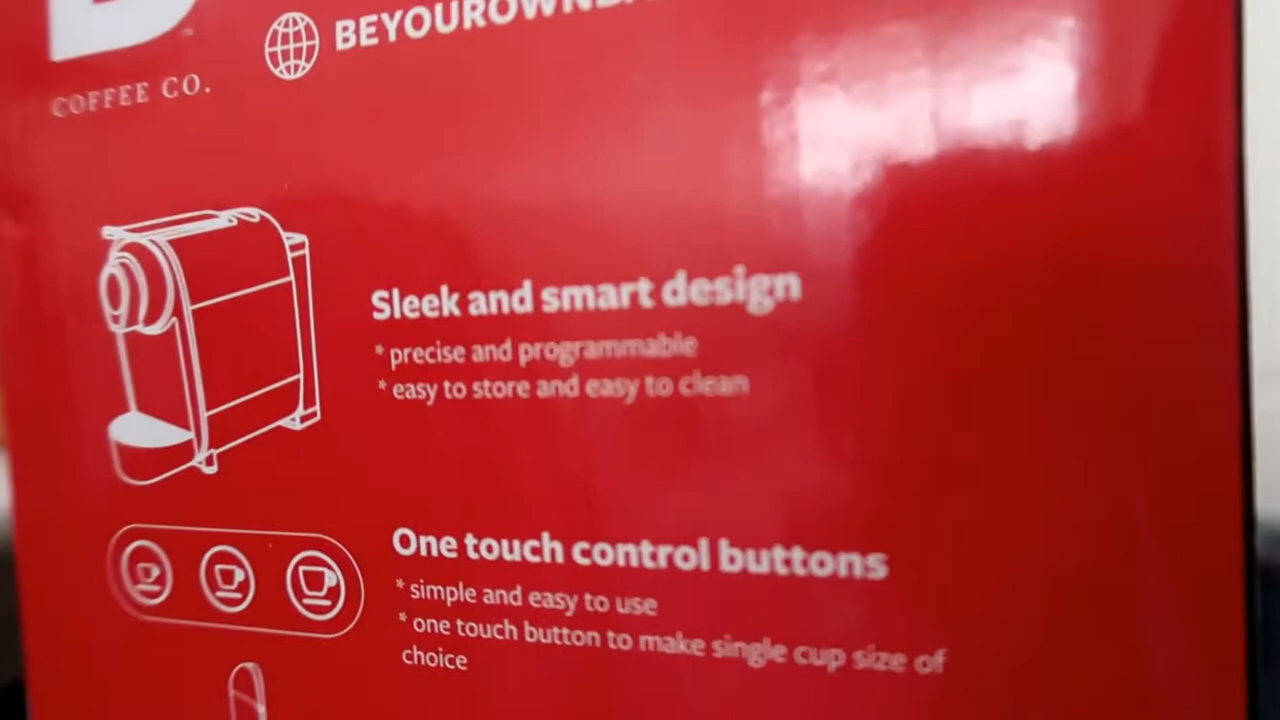 COFFEE CO.
BEYOUROWN
Sleek and smart design
* precise and programmable
* easy to store and easy to clean
One touch control buttons
* simple and easy to use
* one touch button to make single cup size of
choice